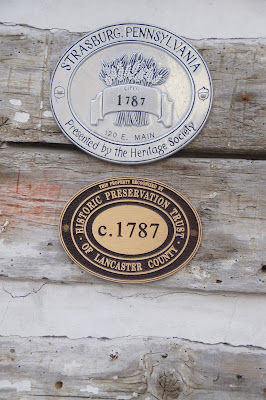 STRASBURG, PENNSYLVANIA
CIRCA
1787
120 E. MAIN
Presented by the Heritage Society
THIS PROPERTY RECOGNIZED BY
HISTORIC PRESERVATION TRUST
c.1787
OF LANCASTER COUNTY